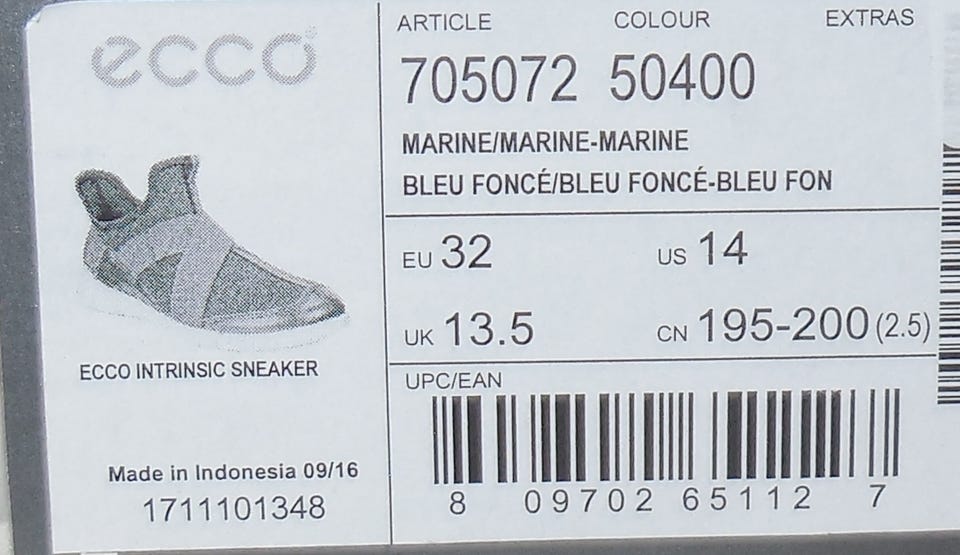 ecco
ECCO INTRINSIC SNEAKER
Made in Indonesia 09/16
1711101348
ARTICLE COLOUR EXTRAS
705072 50400
MARINE/MARINE-MARINE
BLEU FONCÉ/BLEU FONCÉ-BLEU FON
EU 32 US 14
UK 13.5 CN 195-200 (2.5)
UPC/EAN
8 09702 65112 7